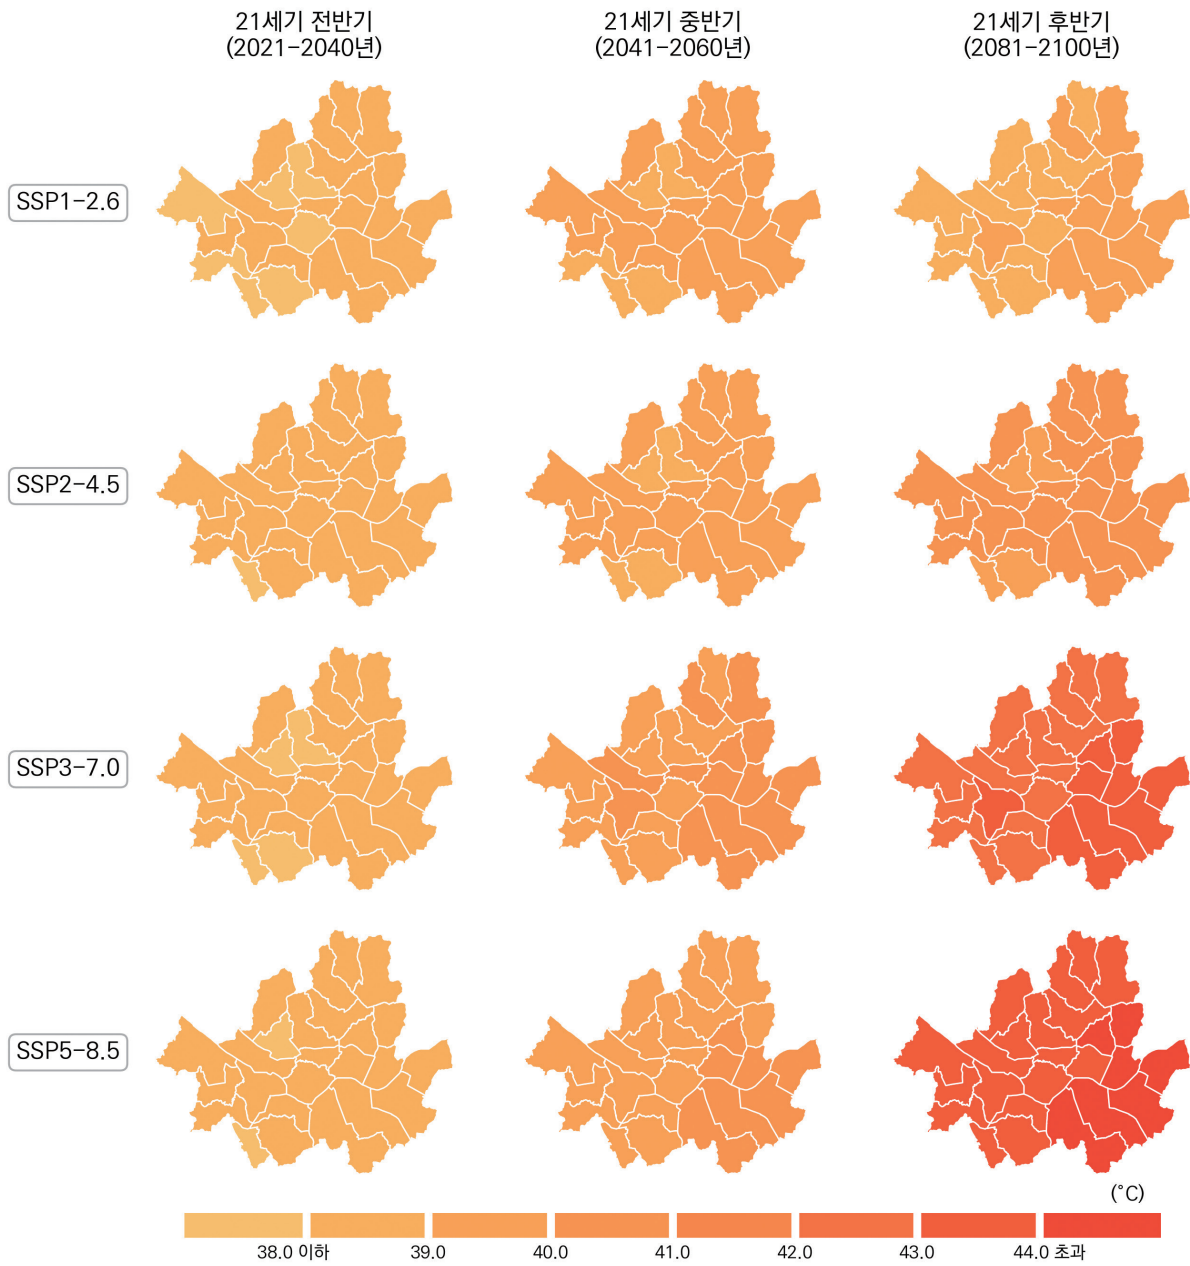 21세기 전반기
(2021-2040년)
21세기 중반기
(2041-2060년)
21세기 후반기
(2081-2100년)
SSP1-2.6
SSP2-4.5
SSP3-7.0
SSP5-8.5
(°C)
38.0 이하
39.0
40.0
41.0
42.0
43.0
44.0 초과